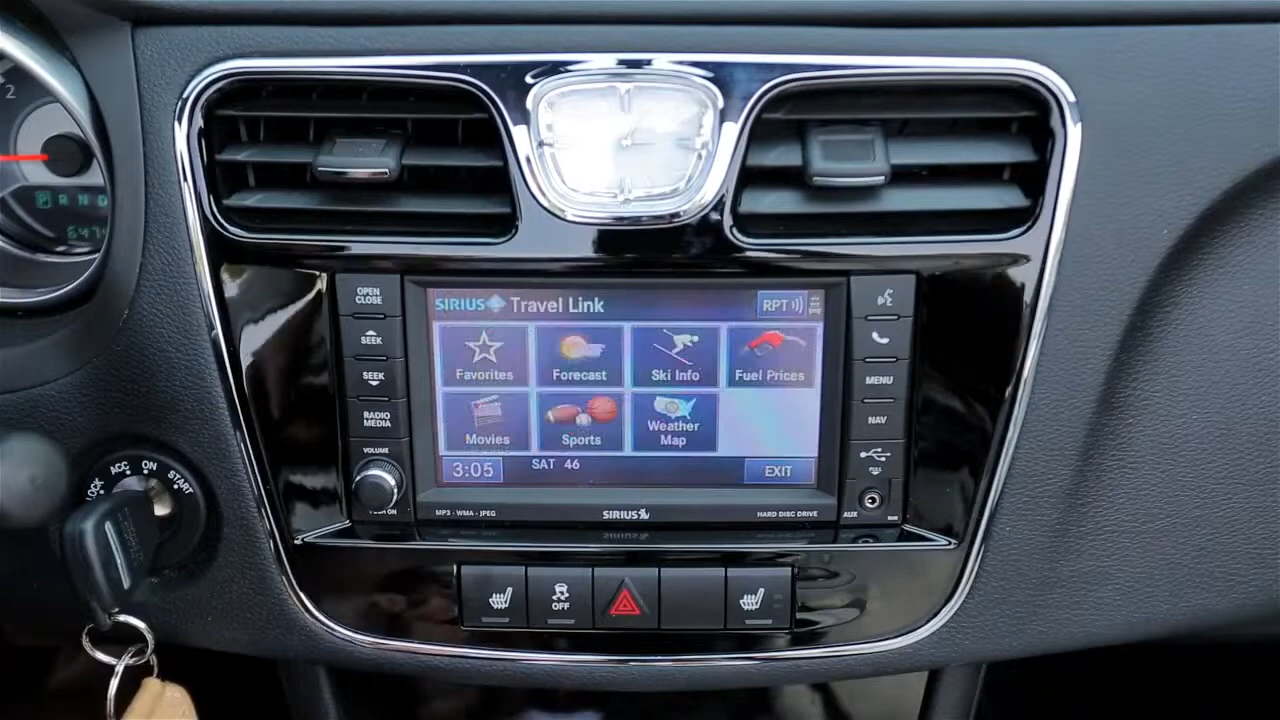 2
P R N D
OPEN
CLOSE
SEEK
SEEK
RADIO
MEDIA
VOLUME
SIRIUS Travel Link
RPT
Favorites
Forecast
Ski Info
Fuel Prices
Movies
Sports
Weather
Map
3:05
SAT 46
EXIT
MP3 - WMA - JPEG
SIRIUS
HARD DISC DRIVE
MENU
NAV
AUX
LOCK
ACC
ON
START
OFF